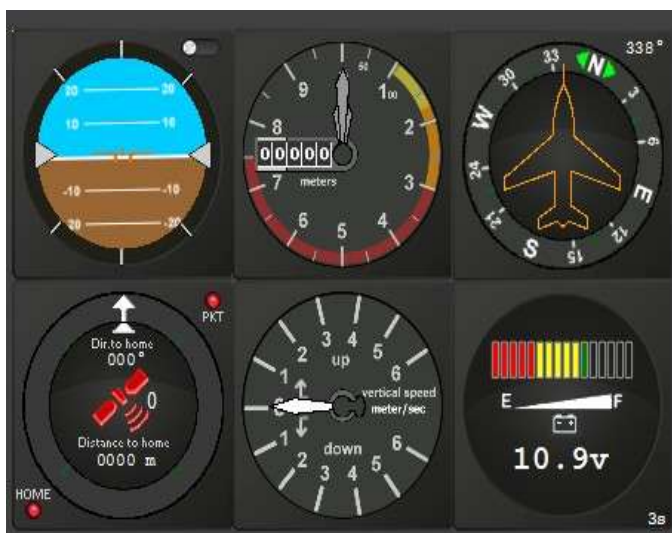 20 20
10 10
-10 -10
-20 -20
50
9 1 00
8 2
00000
meters
7 3
6 5 4
338°
33 N 3
30 6
W E
24 12
21 S 15
PKT
Dir.to home
000°
0
Distance to home
0000 m
HOME
3 4 5
2 6
1 up
vertical speed
meter/sec
1 down
2 6
3 4 5
E F
10.9v
3s